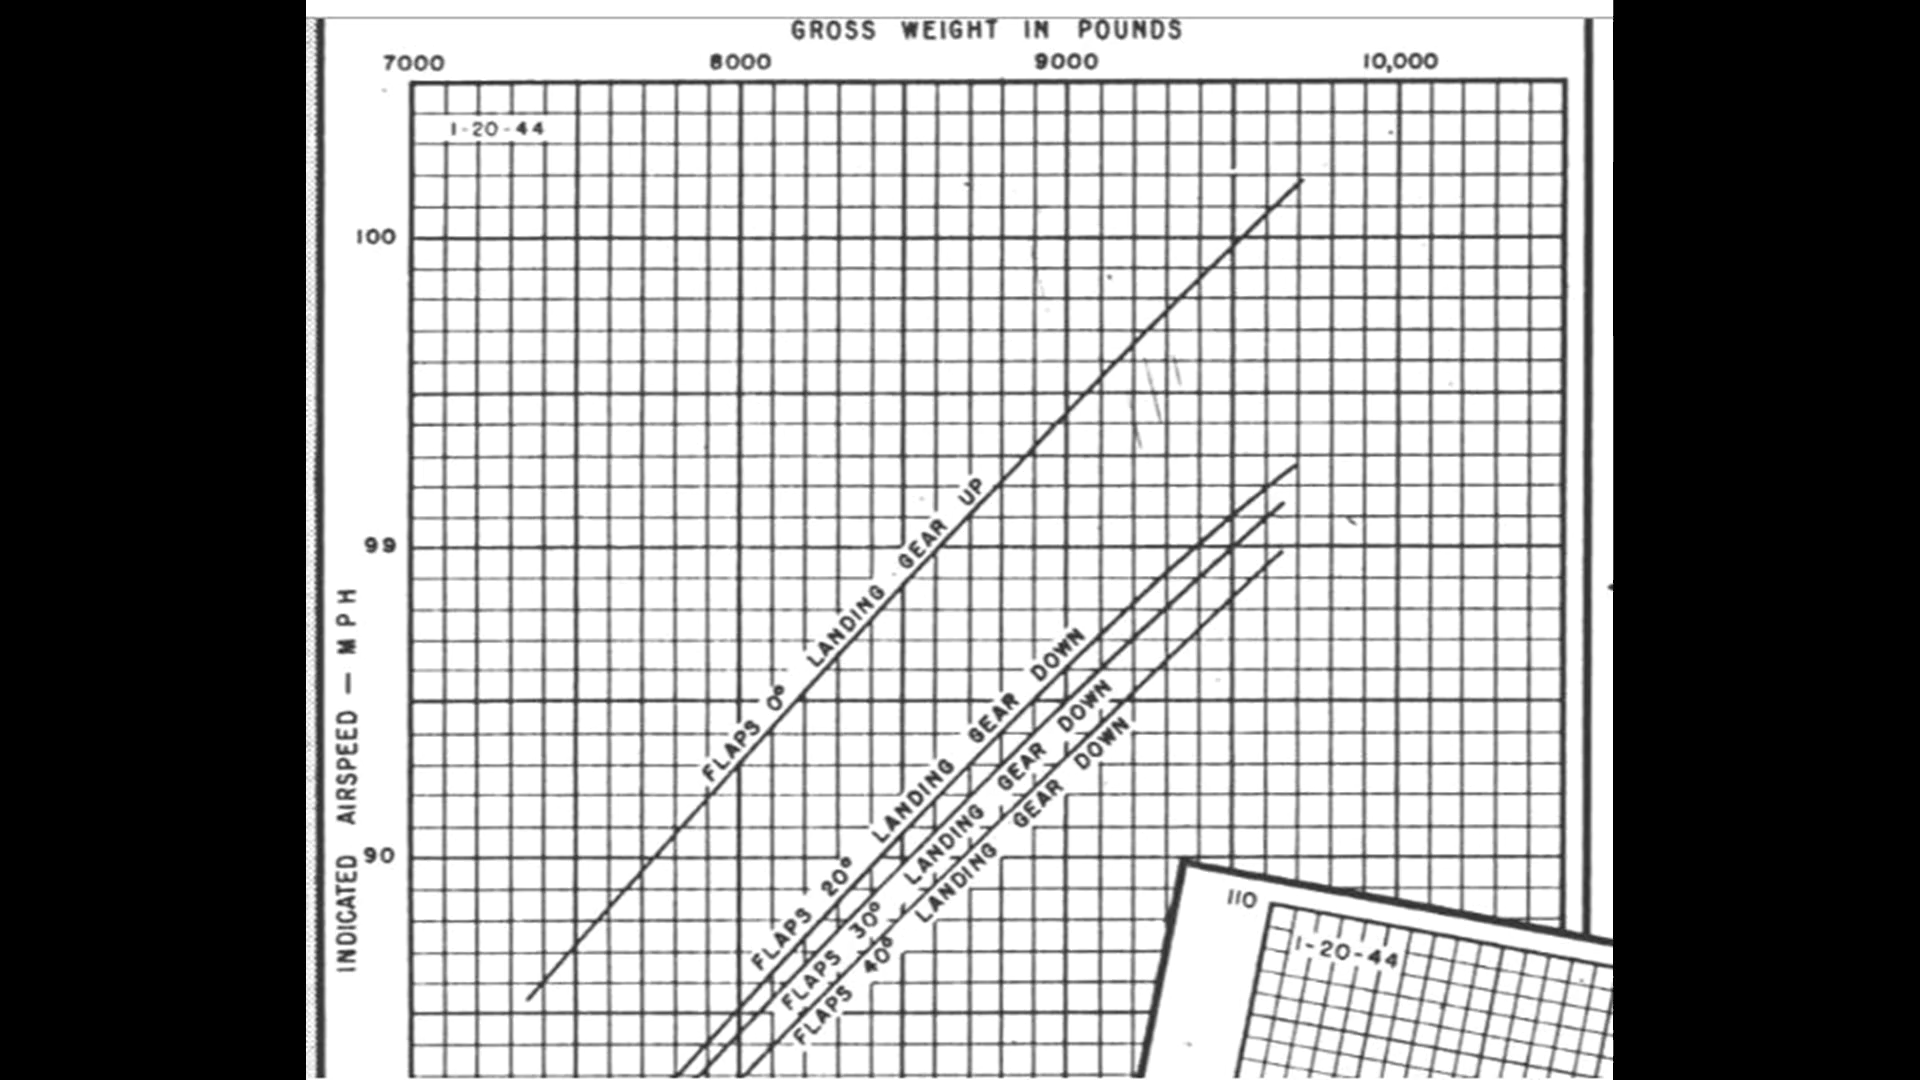 GROSS WEIGHT IN POUNDS
7000 8000 9000 10,000
1-20-44
100
99
90
INDICATED AIRSPEED — MPH
FLAPS 0° LANDING GEAR UP
FLAPS 20° LANDING GEAR DOWN
FLAPS 30° LANDING GEAR DOWN
FLAPS 40° LANDING GEAR DOWN
110
1-20-44